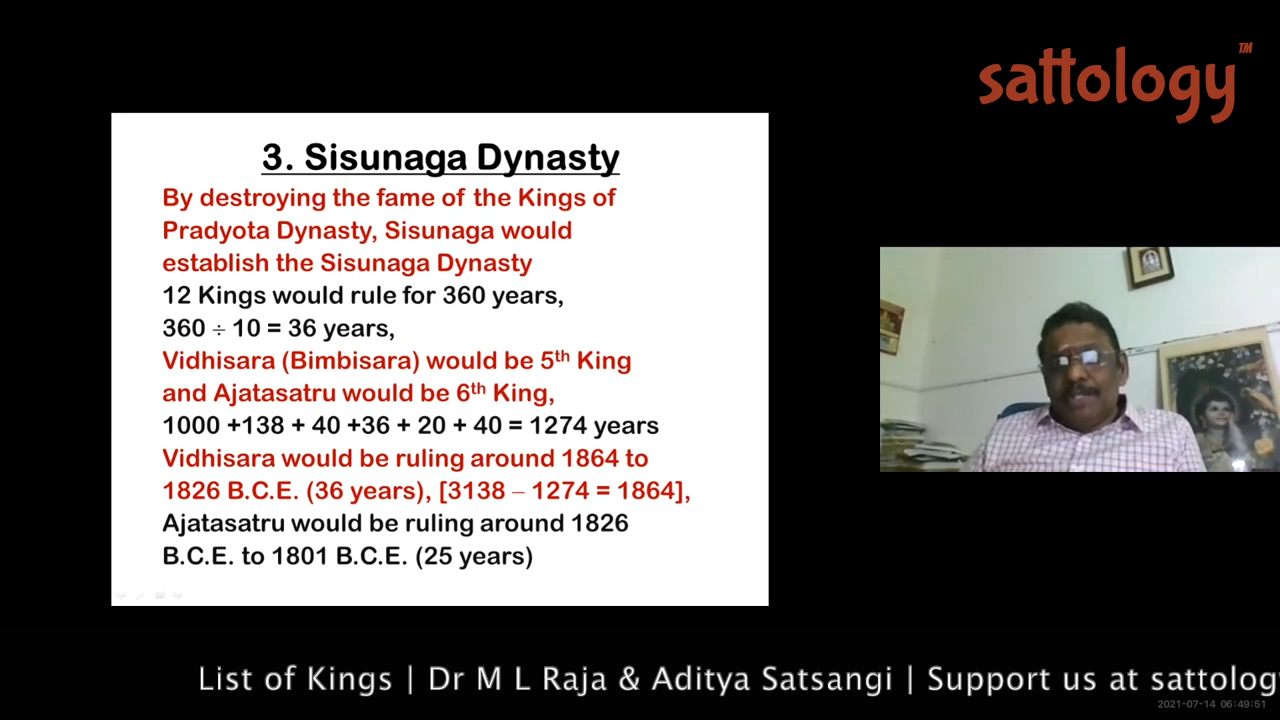 sattology™
3. Sisunaga Dynasty
By destroying the fame of the Kings of
Pradyota Dynasty, Sisunaga would
establish the Sisunaga Dynasty
12 Kings would rule for 360 years,
360 ÷ 10 = 36 years,
Vidhisara (Bimbisara) would be 5th King
and Ajatasatru would be 6th King,
1000 +138 + 40 +36 + 20 + 40 = 1274 years
Vidhisara would be ruling around 1864 to
1826 B.C.E. (36 years), [3138 – 1274 = 1864],
Ajatasatru would be ruling around 1826
B.C.E. to 1801 B.C.E. (25 years)
List of Kings | Dr M L Raja & Aditya Satsangi | Support us at sattology
2021-07-14 06:49:51